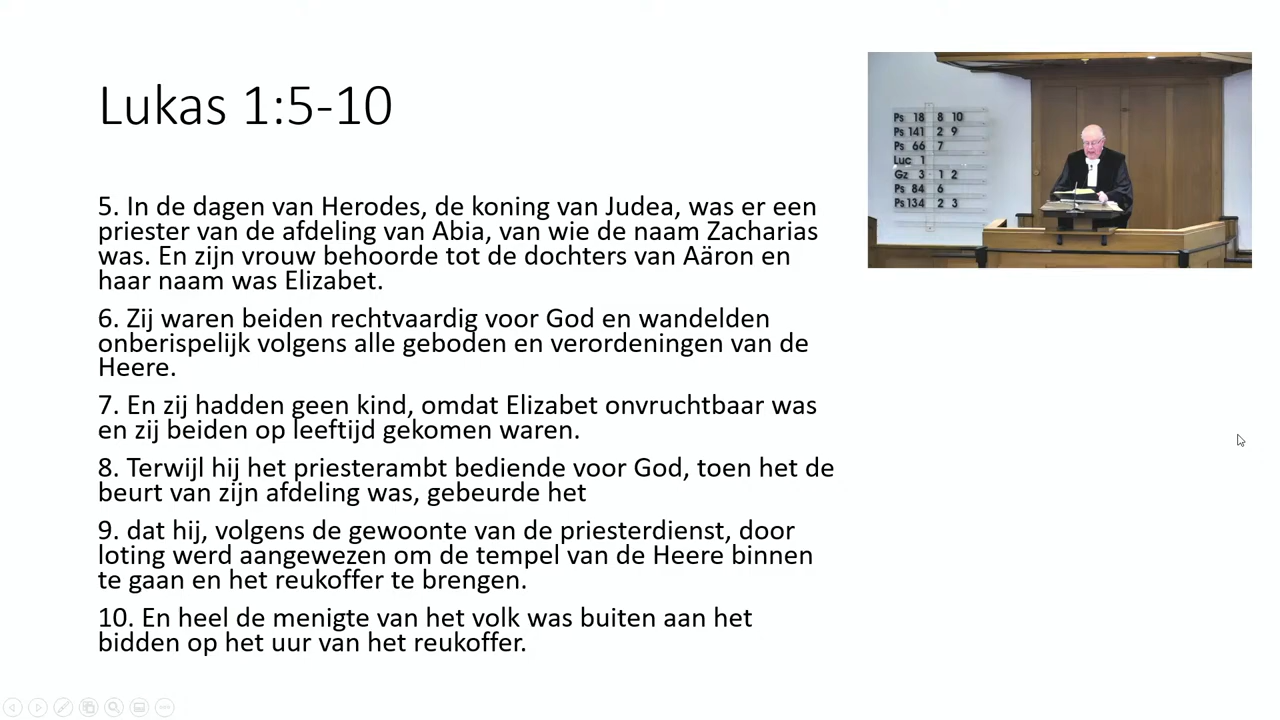 Lukas 1:5-10
5. In de dagen van Herodes, de koning van Judea, was er een
priester van de afdeling van Abia, van wie de naam Zacharias
was. En zijn vrouw behoorde tot de dochters van Aäron en
haar naam was Elizabet.
6. Zij waren beiden rechtvaardig voor God en wandelden
onberispelijk volgens alle geboden en verordeningen van de
Heere.
7. En zij hadden geen kind, omdat Elizabet onvruchtbaar was
en zij beiden op leeftijd gekomen waren.
8. Terwijl hij het priesterambt bediende voor God, toen het de
beurt van zijn afdeling was, gebeurde het
9. dat hij, volgens de gewoonte van de priesterdienst, door
loting werd aangewezen om de tempel van de Heere binnen
te gaan en het reukoffer te brengen.
10. En heel de menigte van het volk was buiten aan het
bidden op het uur van het reukoffer.
Ps 18 8 10
Ps 141 2 9
Ps 66 7
Luc 1
Gz 3 1 2
Ps 84 6
Ps 134 2 3